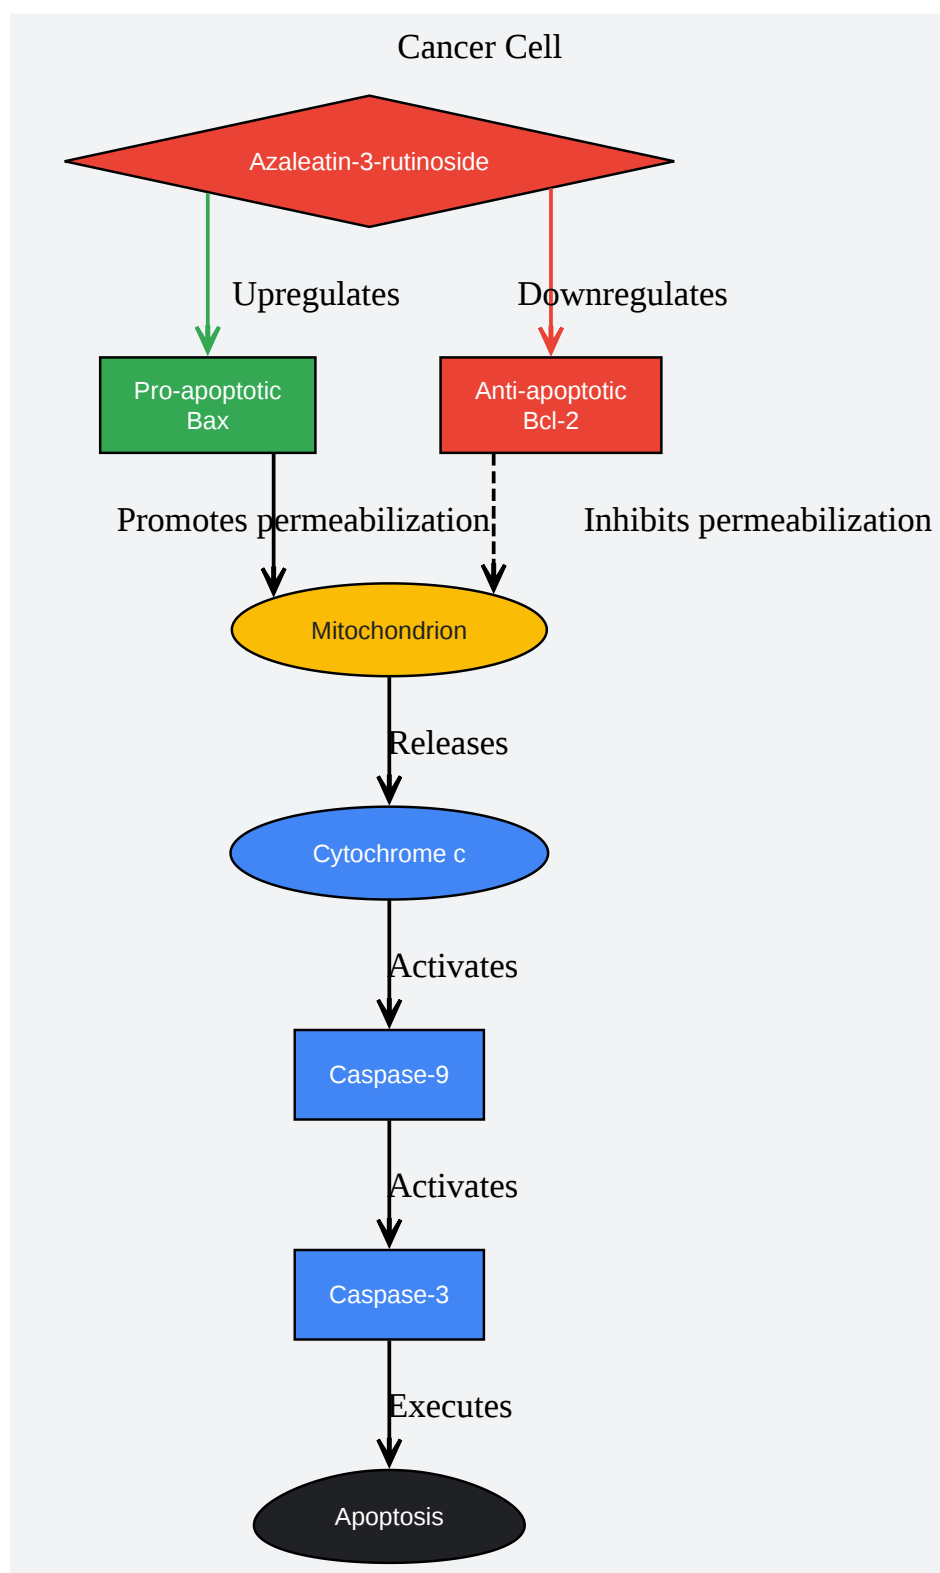 Cancer Cell
Azaleatin-3-rutinoside
Upregulates
Downregulates
Pro-apoptotic
Bax
Anti-apoptotic
Bcl-2
Promotes permeabilization
Inhibits permeabilization
Mitochondrion
Releases
Cytochrome c
Activates
Caspase-9
Activates
Caspase-3
Executes
Apoptosis